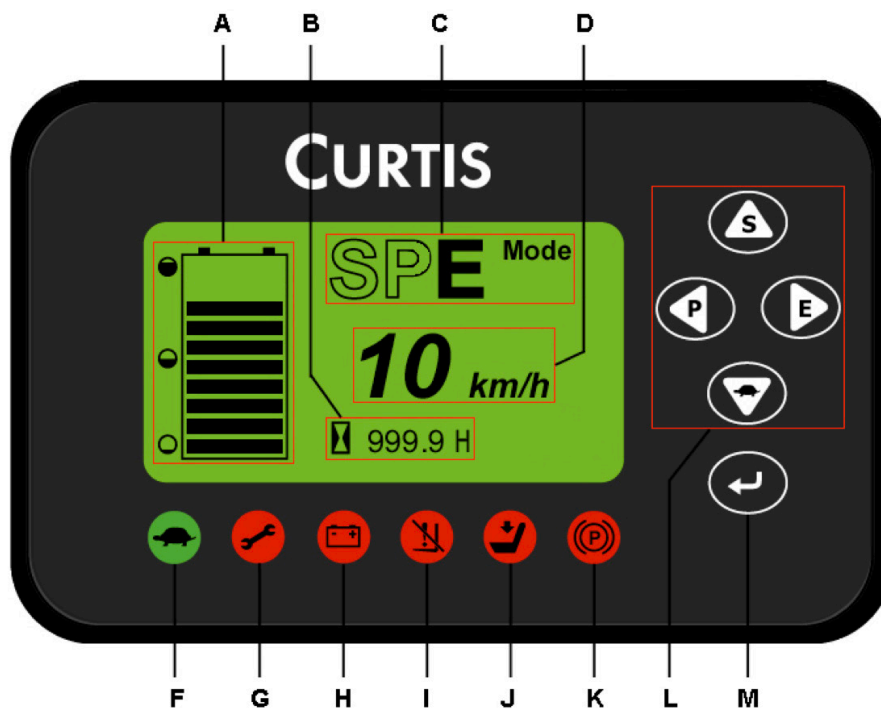 A B C D
CURTIS
SPE Mode
S
P E
10 km/h
999.9 H
P
F G H I J K L M